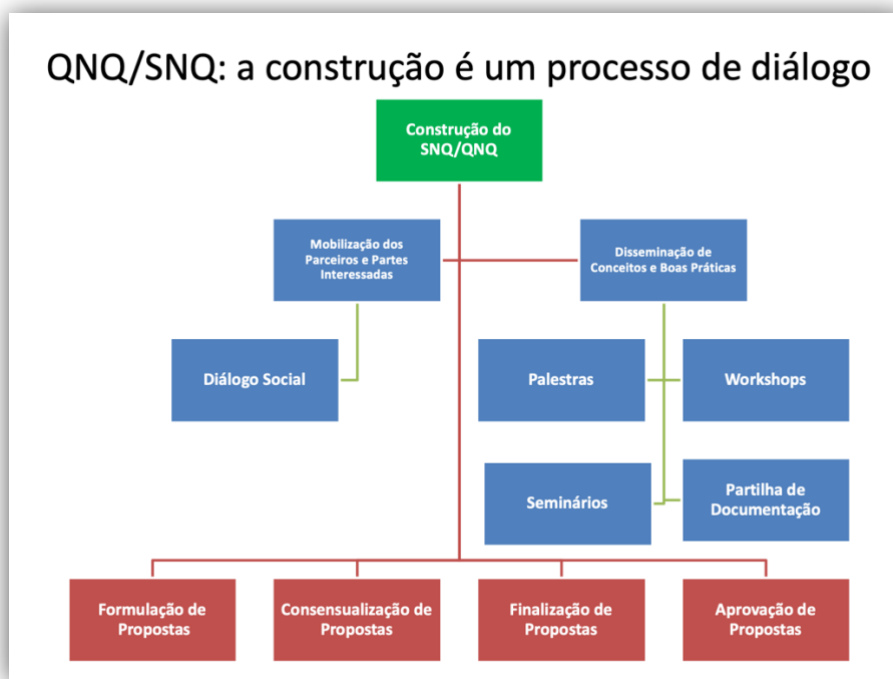 QNQ/SNQ: a construção é um processo de diálogo
Construção do
SNQ/QNQ
Mobilização dos
Parceiros e Partes
Interessadas
Disseminação de
Conceitos e Boas Práticas
Diálogo Social
Palestras
Workshops
Seminários
Partilha de
Documentação
Formulação de
Propostas
Consensualização de
Propostas
Finalização de
Propostas
Aprovação de
Propostas